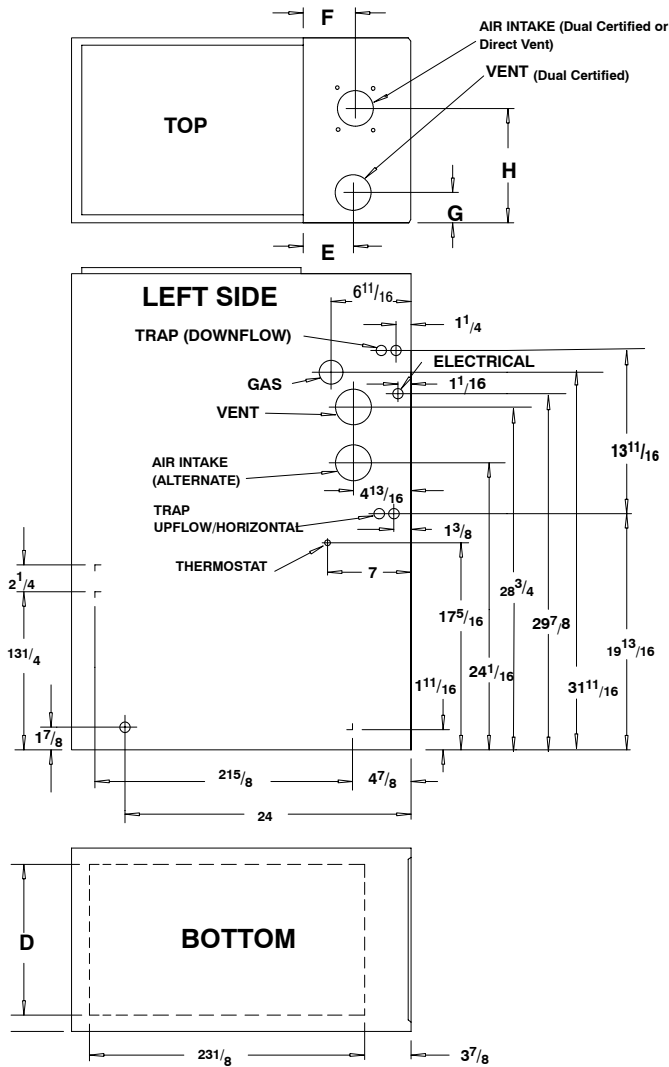 F
AIR INTAKE (Dual Certified or
Direct Vent)
VENT (Dual Certified)
TOP
H
G
E
LEFT SIDE
6 11/16
1 1/4
TRAP (DOWNFLOW)
ELECTRICAL
GAS
1 1/16
VENT
13 11/16
AIR INTAKE
(ALTERNATE)
4 13/16
TRAP
UPFLOW/HORIZONTAL
1 3/8
THERMOSTAT
7
2 1/4
28 3/4
17 5/16
29 7/8
19 13/16
13 1/4
24 1/16
31 11/16
1 11/16
1 7/8
21 5/8
4 7/8
24
D
BOTTOM
23 1/8
3 7/8